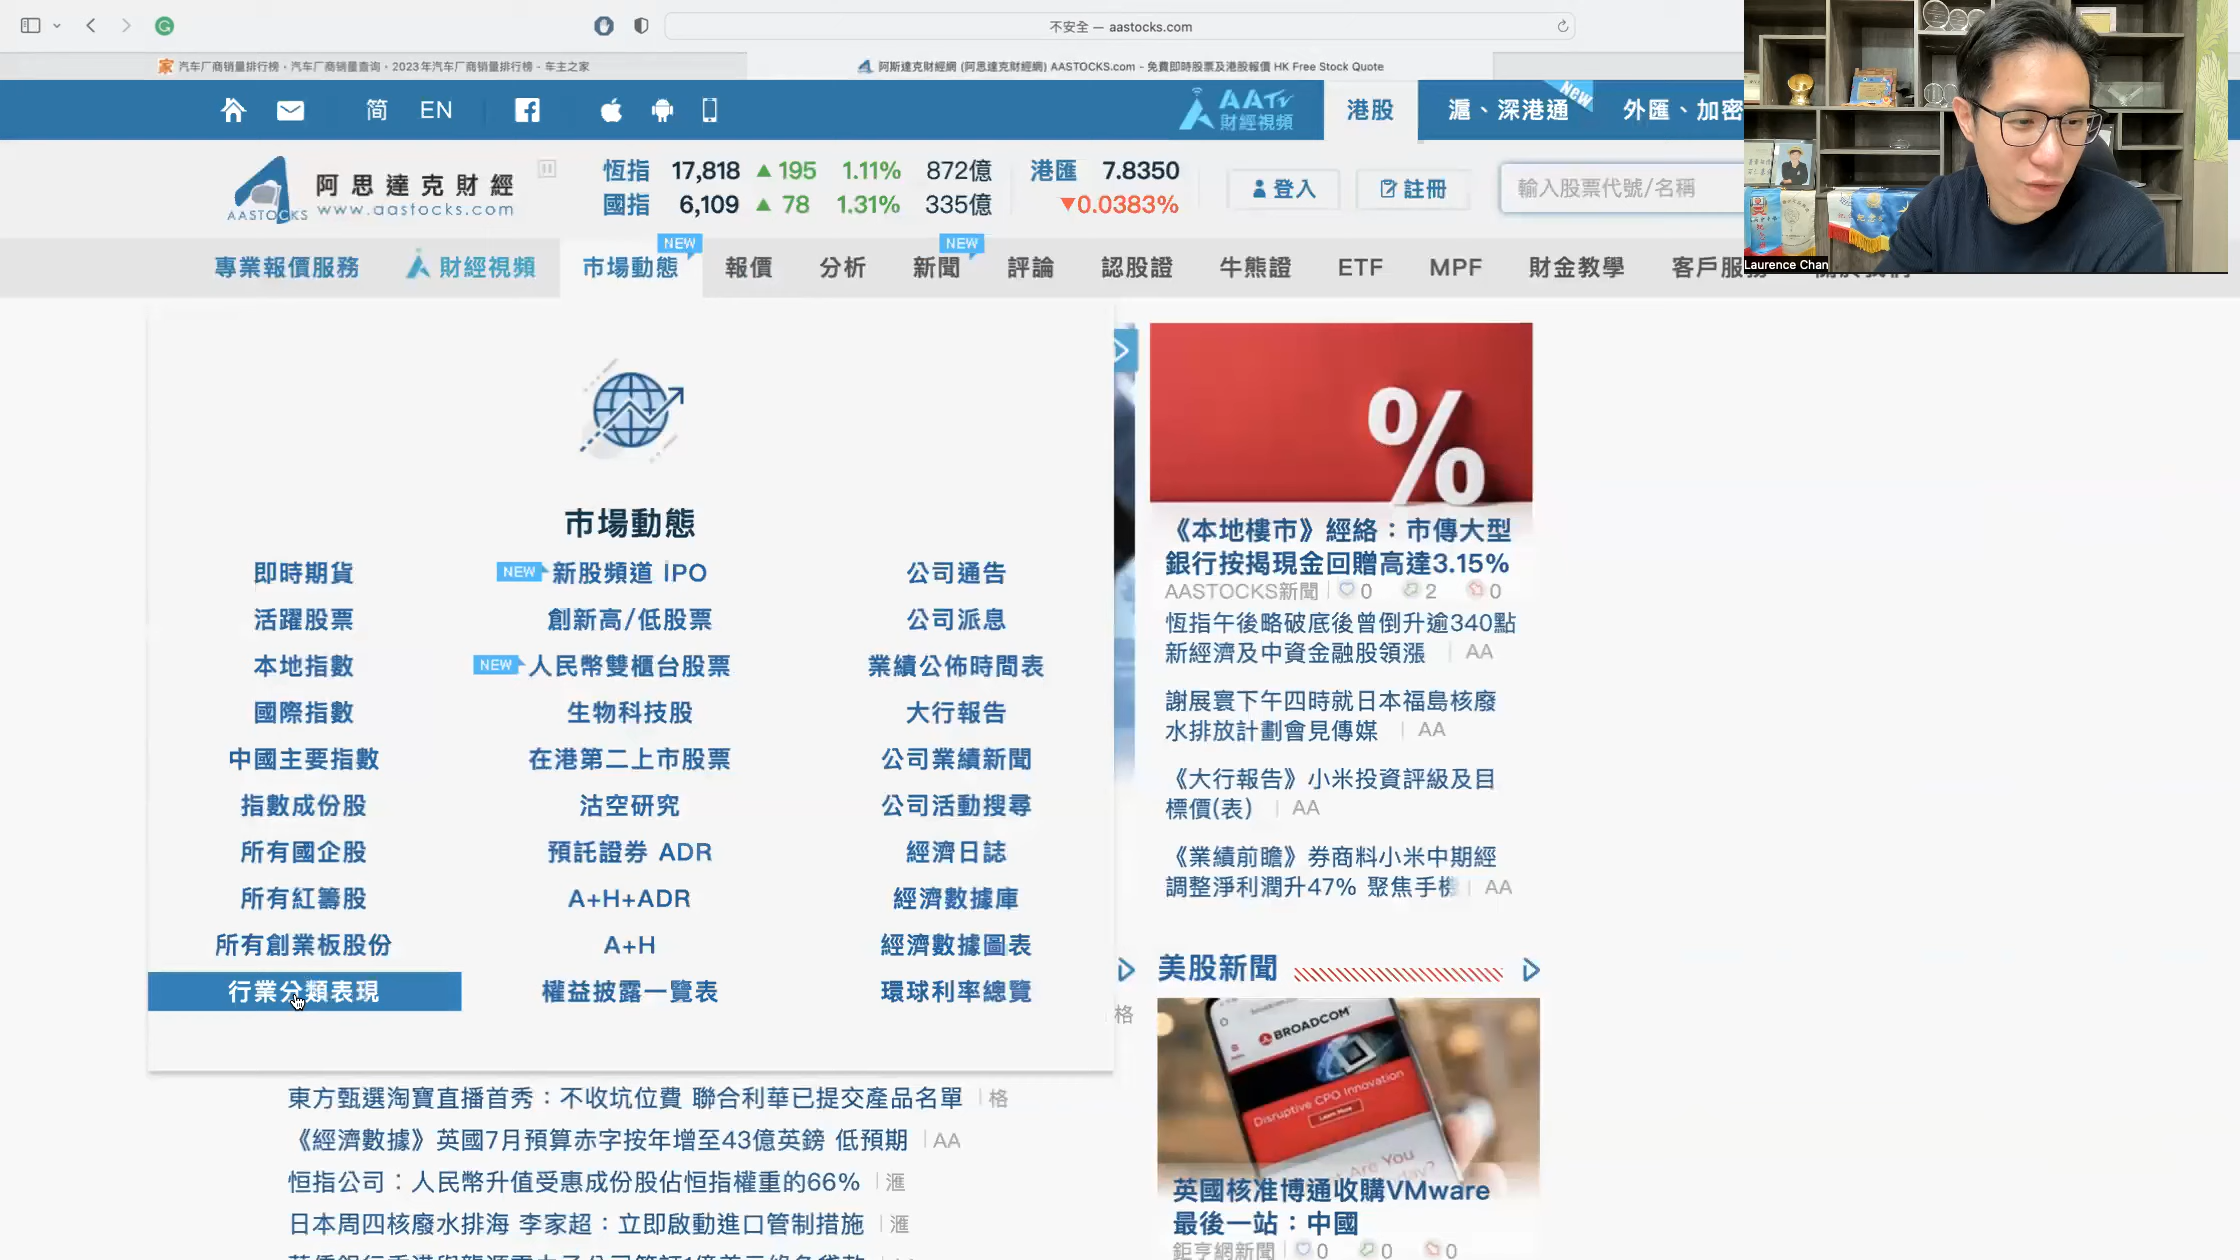 不安全 — aastocks.com
汽车厂商销量排行榜 - 汽车厂商销量查询 - 2023年汽车厂商销量排行榜 - 车主之家
阿斯達克財經網 (阿思達克財經網) AASTOCKS.com - 免費即時股票及港股報價 HK Free Stock Quote
简 EN
AATV 財經視頻
港股
滬、深港通
New
外匯、加密
AASTOCKS
阿思達克財經
www.aastocks.com
恆指 17,818 ▲195 1.11% 872億
國指 6,109 ▲78 1.31% 335億
港匯 7.8350
▼0.0383%
登入
註冊
輸入股票代號/名稱
Laurence Chan
專業報價服務 財經視頻 市場動態 NEW 報價 分析 新聞 NEW 評論 認股證 牛熊證 ETF MPF 財金教學 客戶服
市場動態
即時期貨 NEW 新股頻道 IPO 公司通告
活躍股票 創新高/低股票 公司派息
本地指數 NEW 人民幣雙櫃台股票 業績公佈時間表
國際指數 生物科技股 大行報告
中國主要指數 在港第二上市股票 公司業績新聞
指數成份股 沽空研究 公司活動搜尋
所有國企股 預託證券 ADR 經濟日誌
所有紅籌股 A+H+ADR 經濟數據庫
所有創業板股份 A+H 經濟數據圖表
行業分類表現 權益披露一覽表 環球利率總覽
格
東方甄選淘寶直播首秀：不收坑位費 聯合利華已提交產品名單 格
《經濟數據》英國7月預算赤字按年增至43億英鎊 低預期 AA
恒指公司：人民幣升值受惠成份股佔恒指權重的66% 滙
日本周四核廢水排海 李家超：立即啟動進口管制措施 滙
%
《本地樓市》經絡：市傳大型
銀行按揭現金回贈高達3.15%
AASTOCKS新聞 0 2 0
恆指午後略破底後曾倒升逾340點
新經濟及中資金融股領漲 AA
謝展寰下午四時就日本福島核廢
水排放計劃會見傳媒 AA
《大行報告》小米投資評級及目
標價(表) AA
《業績前瞻》券商料小米中期經
調整淨利潤升47% 聚焦手機 AA
美股新聞
BROADCOM
Disruptive CPO Innovation
Learn More
Are You
英國核准博通收購VMware
最後一站：中國
鉅亨網新聞 0 0 0